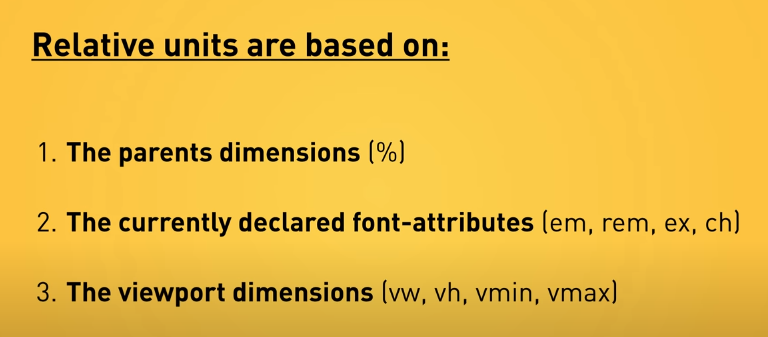 Relative units are based on:
1. The parents dimensions (%)
2. The currently declared font-attributes (em, rem, ex, ch)
3. The viewport dimensions (vw, vh, vmin, vmax)